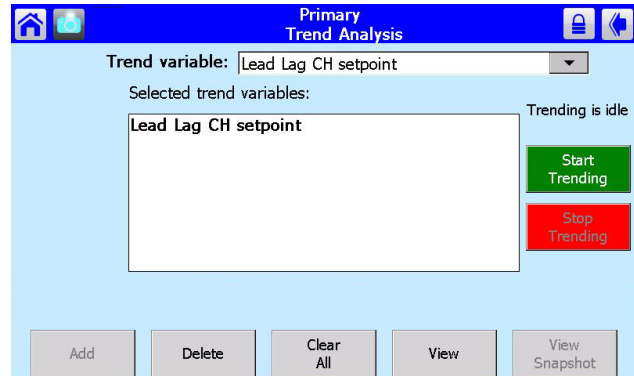 Primary
Trend Analysis
Trend variable: Lead Lag CH setpoint
Selected trend variables:
Trending is idle
Lead Lag CH setpoint
Start
Trending
Stop
Trending
Add
Delete
Clear
All
View
View
Snapshot